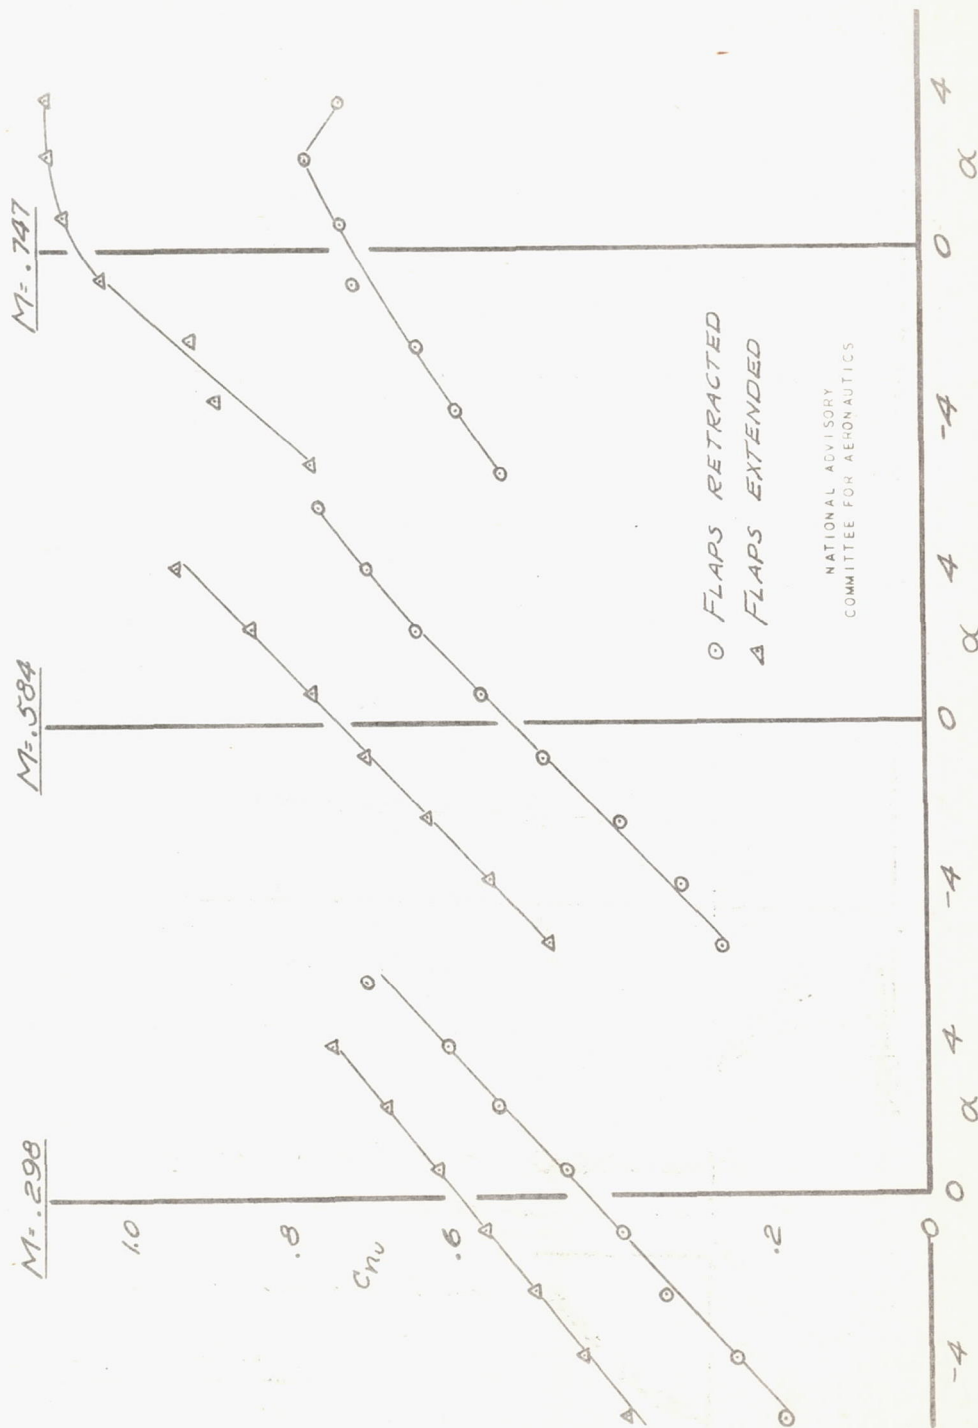 M=.298
M=.584
M=.747
1.0
.8
.6
.2
0
cnu
⊙ FLAPS RETRACTED
△ FLAPS EXTENDED
NATIONAL ADVISORY
COMMITTEE FOR AERONAUTICS
-4 0 α 4 -4 0 α 4 -4 0 α 4